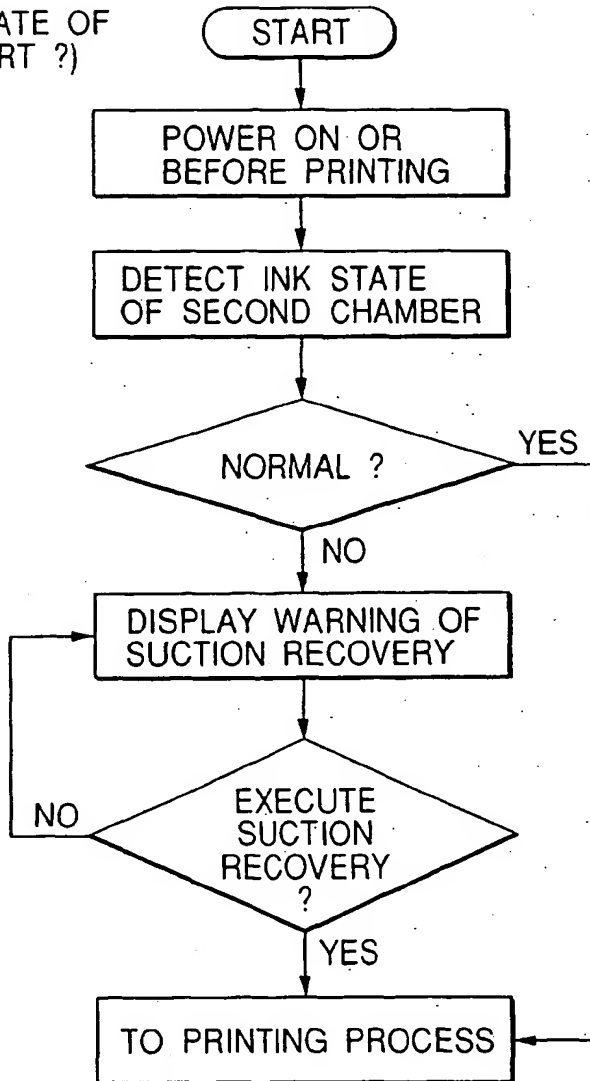 ATE OF
RT ?)
START
POWER ON OR
BEFORE PRINTING
DETECT INK STATE
OF SECOND CHAMBER
NORMAL ?
YES
NO
DISPLAY WARNING OF
SUCTION RECOVERY
NO
EXECUTE
SUCTION
RECOVERY
?
YES
TO PRINTING PROCESS